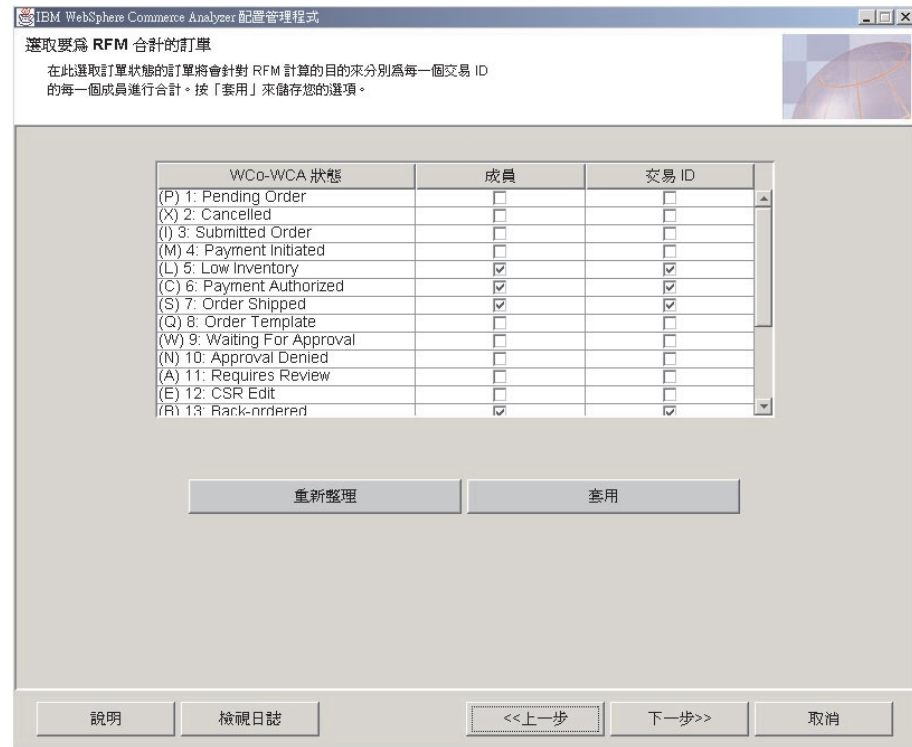 IBM WebSphere Commerce Analyzer 配置管理程式
選取要為 RFM 合計的訂單
在此選取訂單狀態的訂單將會針對 RFM 計算的目的來分別為每一個交易 ID
的每一個成員進行合計。按「套用」來儲存您的選項。
WCo-WCA 狀態 成員 交易 ID
(P) 1: Pending Order
(X) 2: Cancelled
(I) 3: Submitted Order
(M) 4: Payment Initiated
(L) 5: Low Inventory
(C) 6: Payment Authorized
(S) 7: Order Shipped
(Q) 8: Order Template
(W) 9: Waiting For Approval
(N) 10: Approval Denied
(A) 11: Requires Review
(E) 12: CSR Edit
(B) 13: Back-ordered
重新整理 套用
說明 檢視日誌 <<上一步 下一步>> 取消